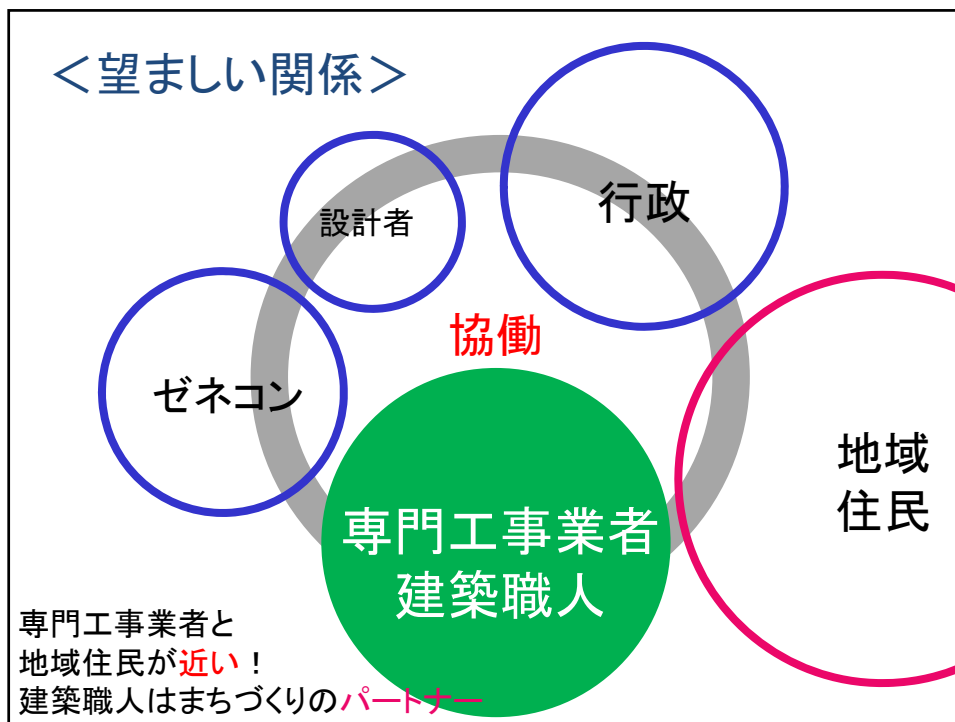 ＜望ましい関係＞
設計者
行政
協働
ゼネコン
地域
住民
専門工事業者
建築職人
専門工事業者と
地域住民が近い！
建築職人はまちづくりのパートナー